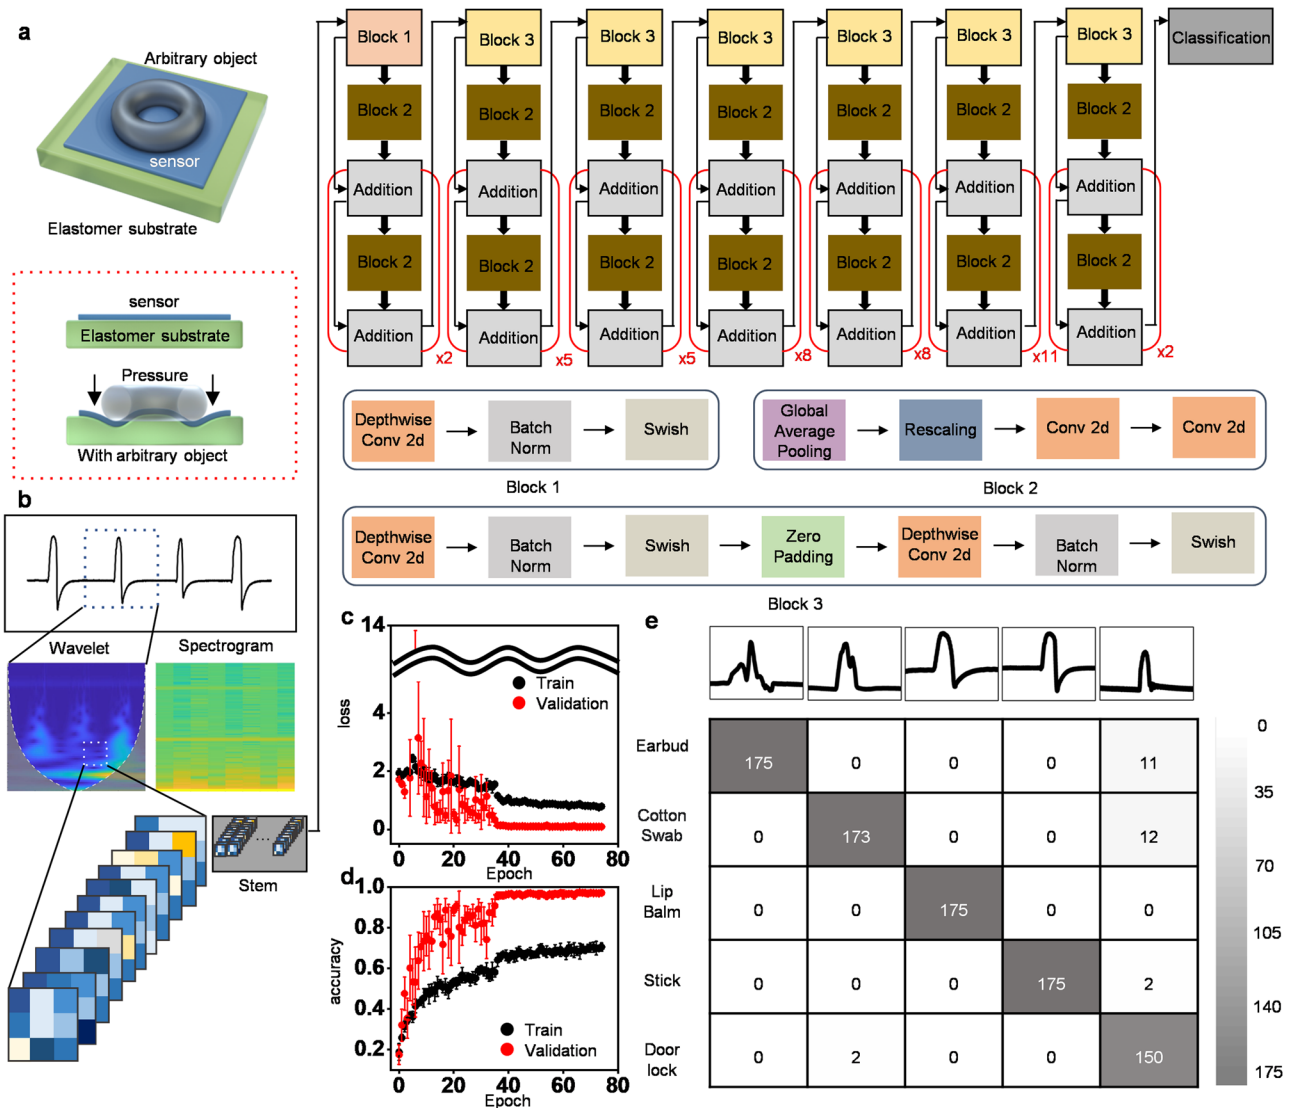 a
Arbitrary object
sensor
Elastomer substrate
sensor
Elastomer substrate
Pressure
With arbitrary object
Block 1
Block 3
Block 3
Block 3
Block 3
Block 3
Block 3
Classification
Block 2
Block 2
Block 2
Block 2
Block 2
Block 2
Block 2
Addition
Addition
Addition
Addition
Addition
Addition
Addition
Block 2
Block 2
Block 2
Block 2
Block 2
Block 2
Block 2
Addition
Addition
Addition
Addition
Addition
Addition
Addition
x2
x5
x5
x8
x8
x11
x2
Depthwise
Conv 2d
Batch
Norm
Swish
Block 1
Global
Average
Pooling
Rescaling
Conv 2d
Conv 2d
Block 2
Depthwise
Conv 2d
Batch
Norm
Swish
Zero
Padding
Depthwise
Conv 2d
Batch
Norm
Swish
Block 3
b
Wavelet
Spectrogram
Stem
c
14
4
2
0
loss
Train
Validation
0 20 40 60 80
Epoch
d
1.0
0.8
0.6
0.4
0.2
accuracy
Train
Validation
0 20 40 60 80
Epoch
e
Earbud
175 0 0 0 11
Cotton
Swab
0 173 0 0 12
Lip
Balm
0 0 175 0 0
Stick
0 0 0 175 2
Door
lock
0 2 0 0 150
0
35
70
105
140
175